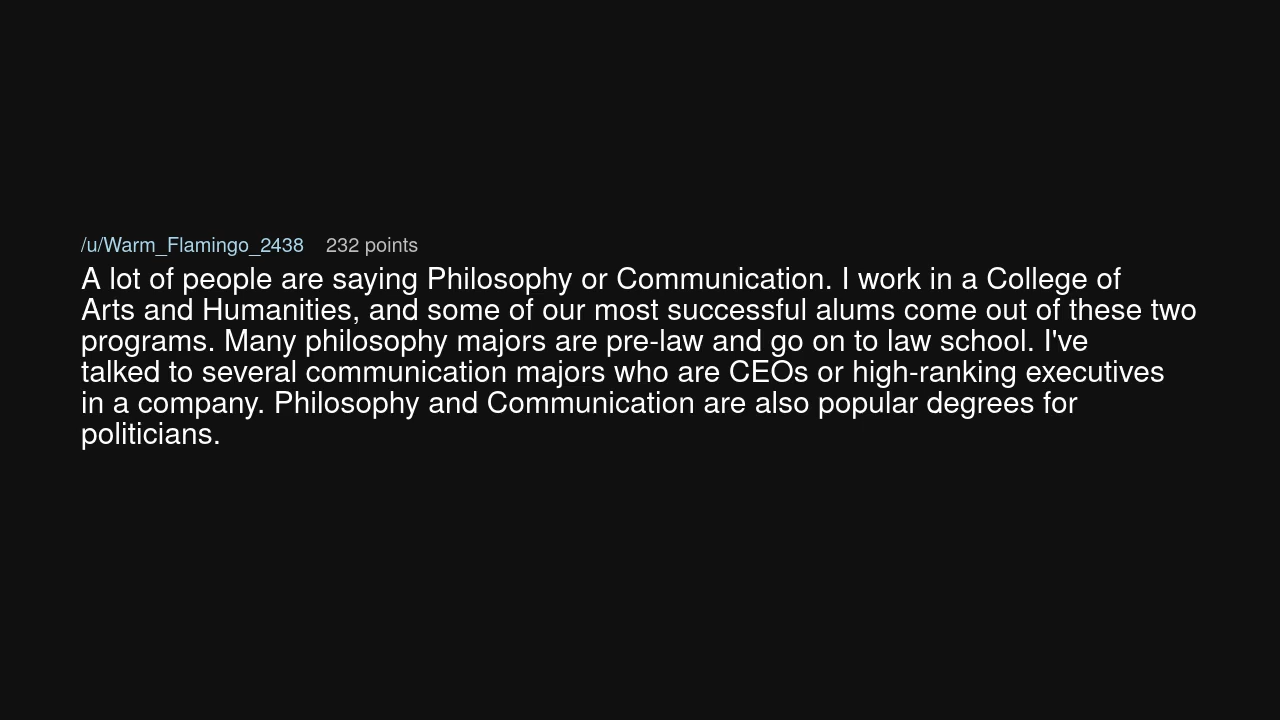 /u/Warm_Flamingo_2438 232 points
A lot of people are saying Philosophy or Communication. I work in a College of
Arts and Humanities, and some of our most successful alums come out of these two
programs. Many philosophy majors are pre-law and go on to law school. I've
talked to several communication majors who are CEOs or high-ranking executives
in a company. Philosophy and Communication are also popular degrees for
politicians.